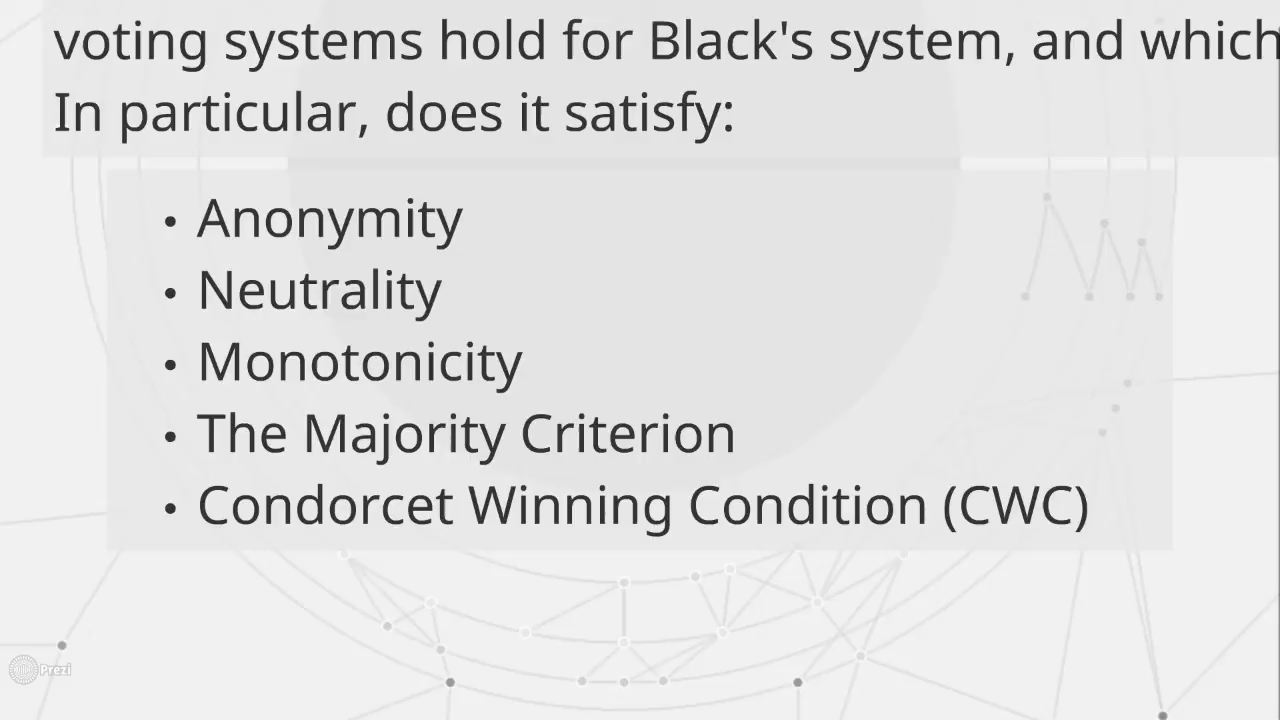 voting systems hold for Black's system, and which
In particular, does it satisfy:
• Anonymity
• Neutrality
• Monotonicity
• The Majority Criterion
• Condorcet Winning Condition (CWC)
Prezi